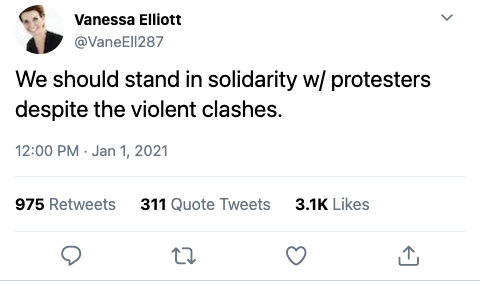 Vanessa Elliott
@VaneEll287
We should stand in solidarity w/ protesters
despite the violent clashes.
12:00 PM · Jan 1, 2021
975 Retweets 311 Quote Tweets 3.1K Likes